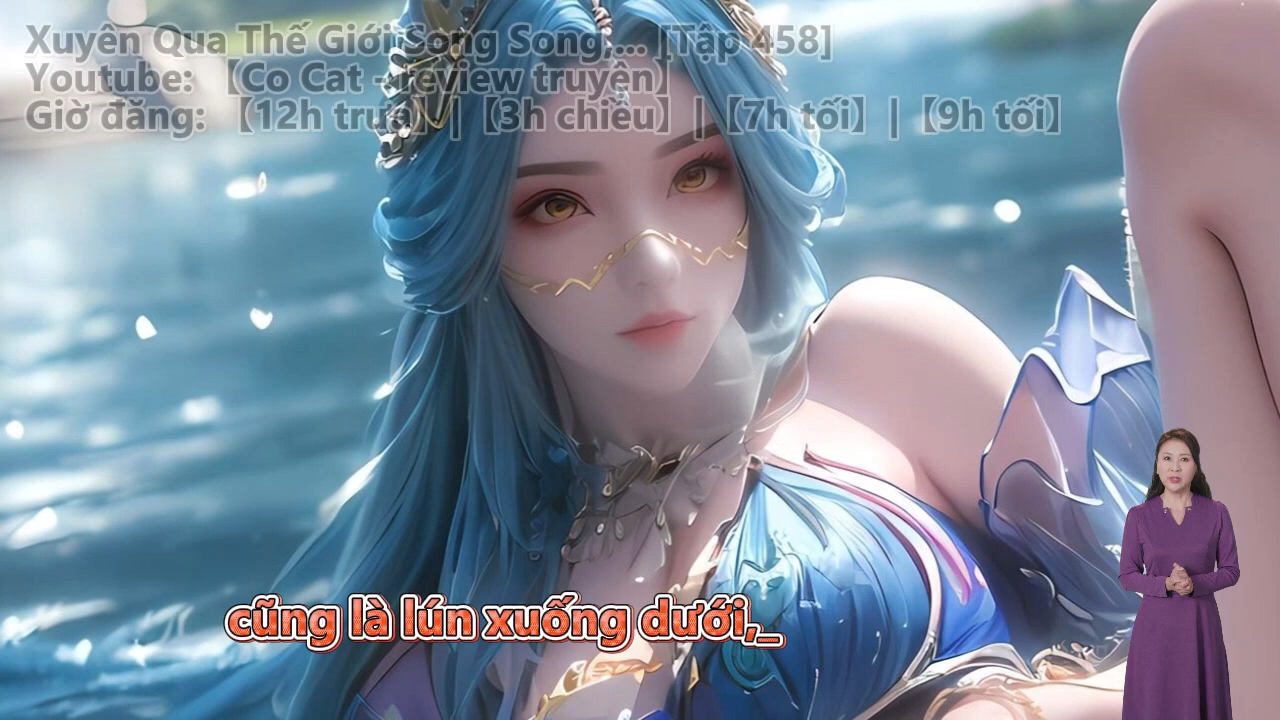 Xuyên Qua Thế Giới Song Song,... [Tập 458]
Youtube: 【Co Cat - review truyện】
Giờ đăng: 【12h trưa】 | 【3h chiều】 | 【7h tối】 | 【9h tối】
cũng là lún xuống dưới,_